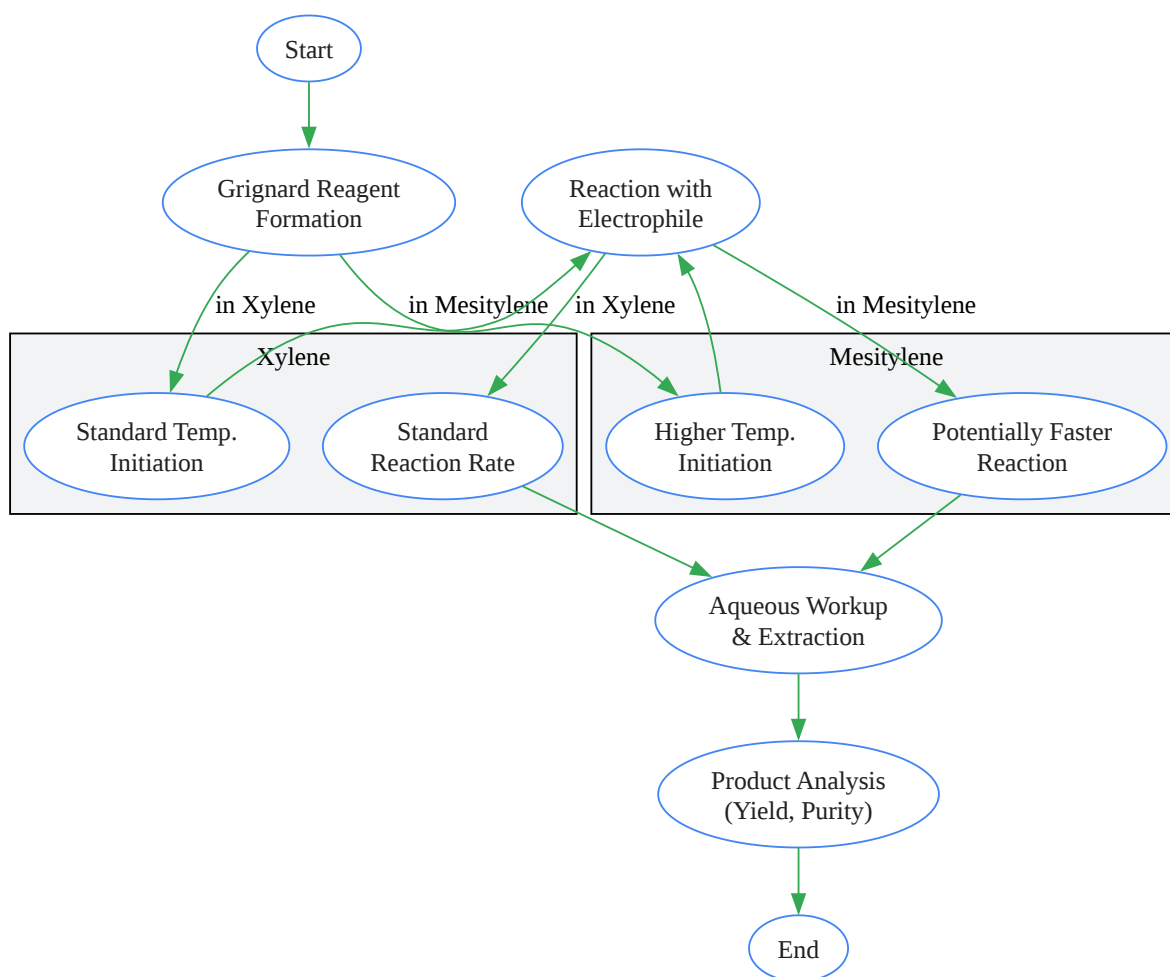 Start
Grignard Reagent
Formation
Reaction with
Electrophile
in Xylene
in Mesitylene
in Xylene
in Mesitylene
Xylene
Mesitylene
Standard Temp.
Initiation
Standard
Reaction Rate
Higher Temp.
Initiation
Potentially Faster
Reaction
Aqueous Workup
& Extraction
Product Analysis
(Yield, Purity)
End